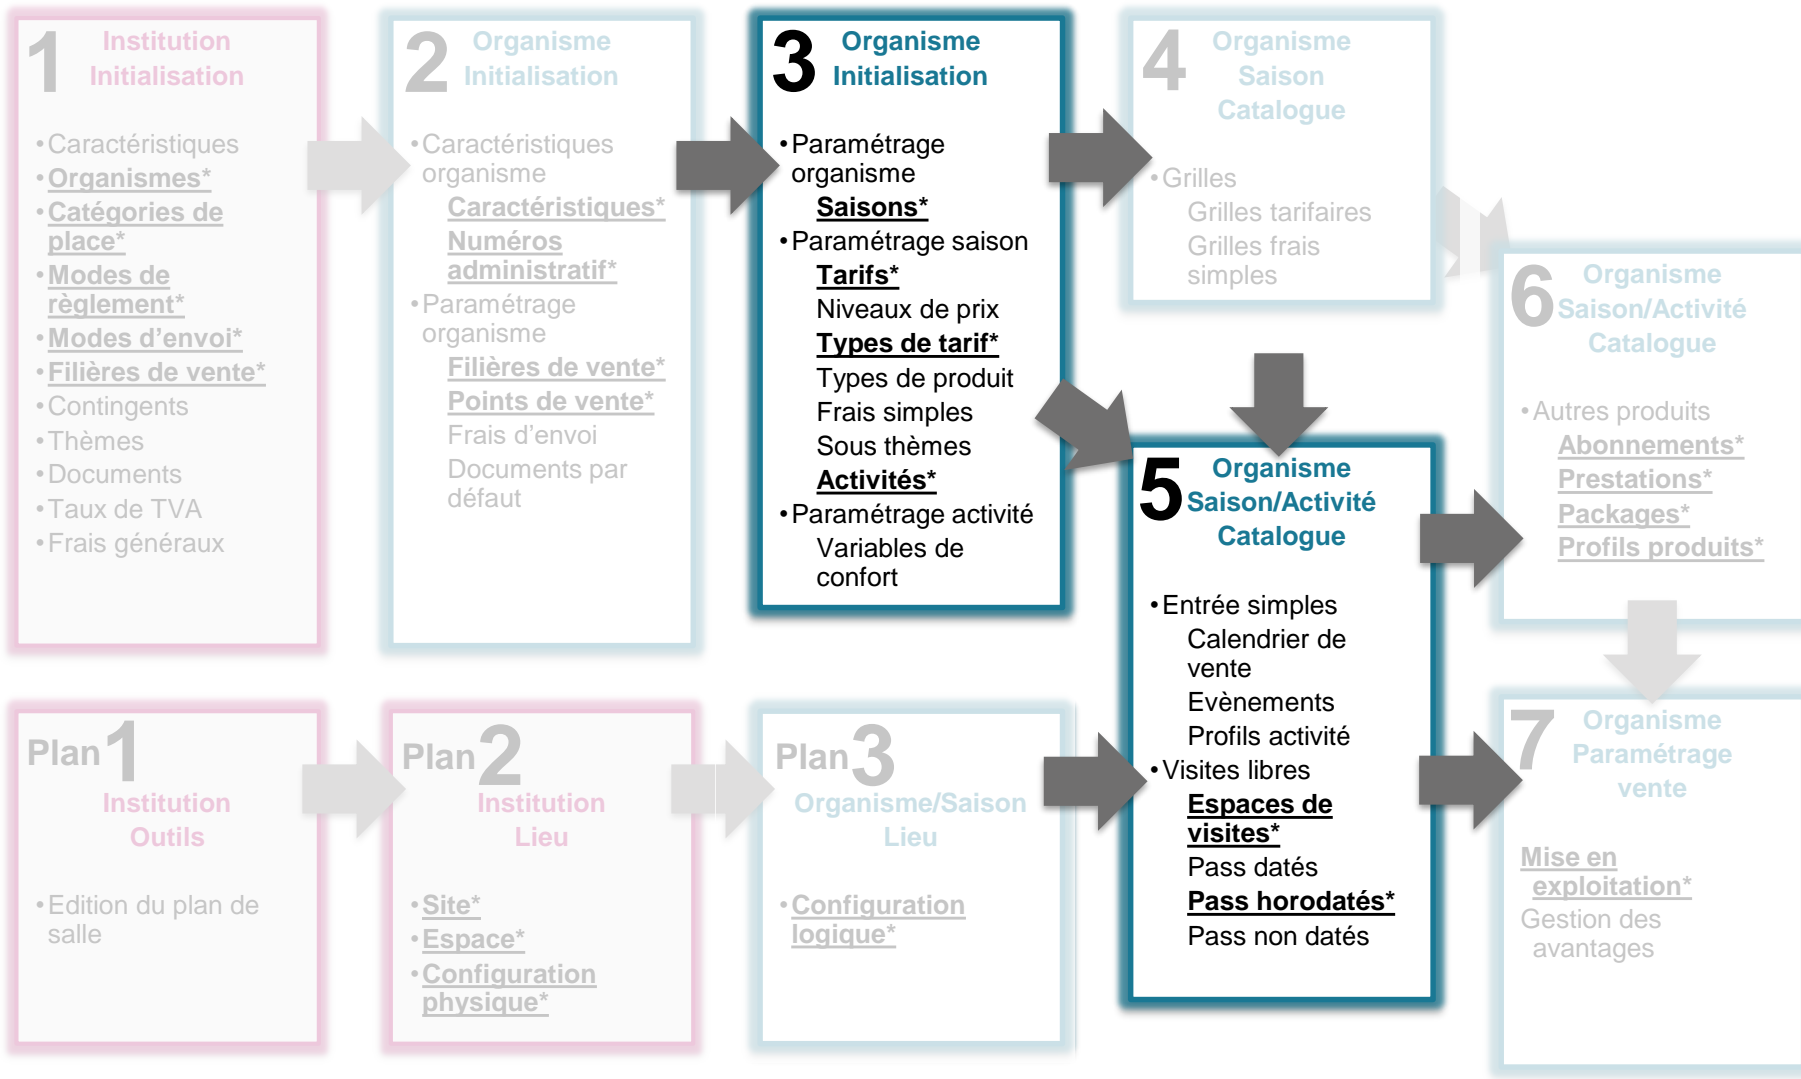 1
Institution
Initialisation
•Caractéristiques
•Organismes*
•Catégories de
place*
•Modes de
règlement*
•Modes d’envoi*
•Filières de vente*
•Contingents
•Thèmes
•Documents
•Taux de TVA
•Frais généraux
2
Organisme
Initialisation
•Caractéristiques
organisme
Caractéristiques*
Numéros
administratif*
•Paramétrage
organisme
Filières de vente*
Points de vente*
Frais d’envoi
Documents par
défaut
3
Organisme
Initialisation
•Paramétrage
organisme
Saisons*
•Paramétrage saison
Tarifs*
Niveaux de prix
Types de tarif*
Types de produit
Frais simples
Sous thèmes
Activités*
•Paramétrage activité
Variables de
confort
4
Organisme
Saison
Catalogue
•Grilles
Grilles tarifaires
Grilles frais
simples
5
Organisme
Saison/Activité
Catalogue
•Entrée simples
Calendrier de
vente
Evènements
Profils activité
•Visites libres
Espaces de
visites*
Pass datés
Pass horodatés*
Pass non datés
6
Organisme
Saison/Activité
Catalogue
•Autres produits
Abonnements*
Prestations*
Packages*
Profils produits*
Plan 1
Institution
Outils
•Edition du plan de
salle
Plan 2
Institution
Lieu
•Site*
•Espace*
•Configuration
physique*
Plan 3
Organisme/Saison
Lieu
•Configuration
logique*
7
Organisme
Paramétrage
vente
Mise en
exploitation*
Gestion des
avantages